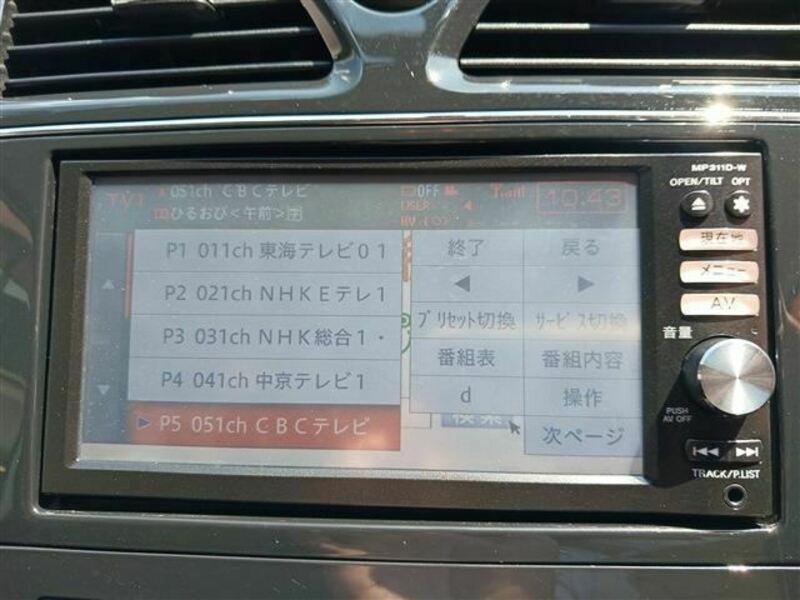 MP311D-W
OPEN/TILT OPT
TV1 051ch ＣＢＣテレビ
OFF
10:43
ひるおび＜午前＞字
P1 011ch 東海テレビ０１
P2 021ch ＮＨＫＥテレ1
P3 031ch ＮＨＫ総合1・
P4 041ch 中京テレビ1
P5 051ch ＣＢＣテレビ
終了 戻る
◀ ▶
ﾌﾟﾘｾｯﾄ切換 ｻｰﾋﾞｽ切換
番組表 番組内容
d 操作
検索
次ページ
現在地
メニュー
AV
音量
PUSH
AV OFF
TRACK/P.LIST